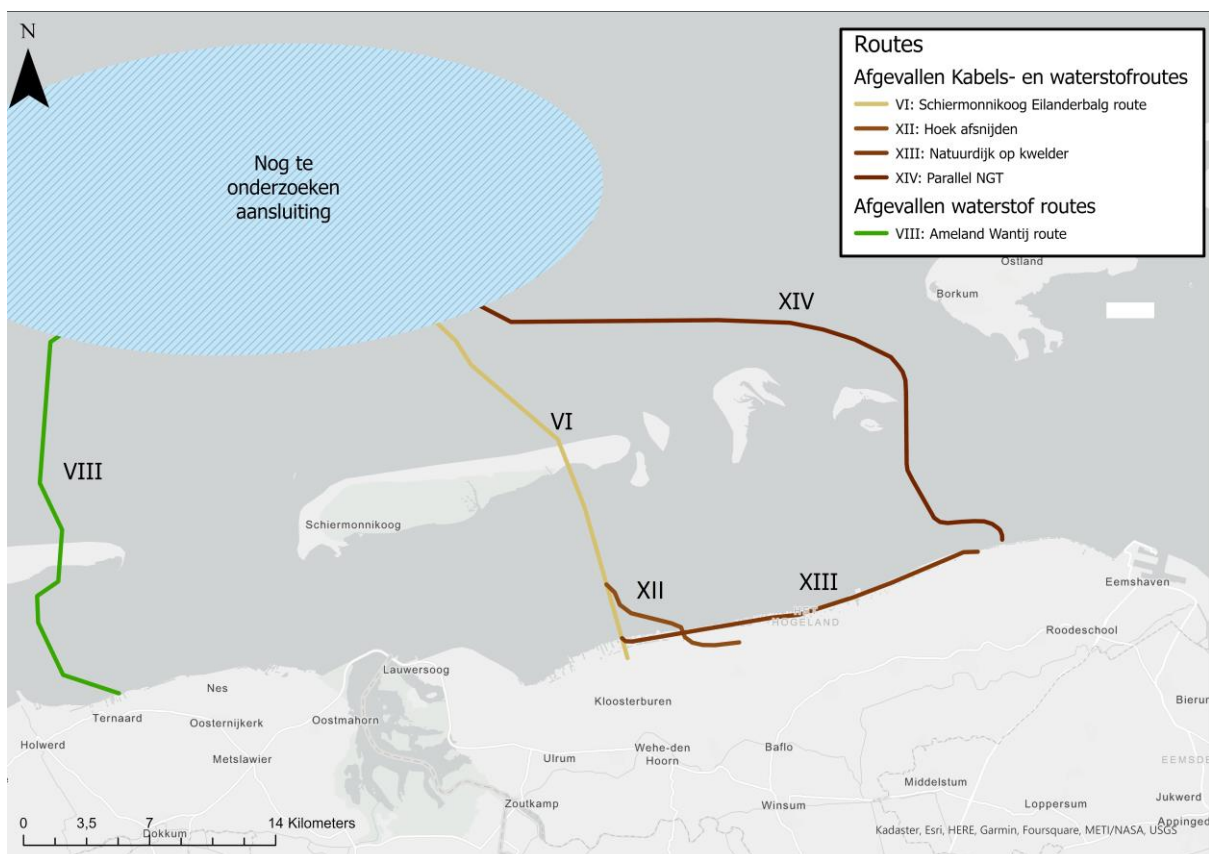 N
Routes
Afgevallen Kabels- en waterstofroutes
VI: Schiermonnikoog Eilanderbalg route
XII: Hoek afsnijden
XIII: Natuurdijk op kwelder
XIV: Parallel NGT
Afgevallen waterstof routes
VIII: Ameland Wantij route
Nog te
onderzoeken
aansluiting
Ostland
Borkum
XIV
VI
VIII
Schiermonnikoog
XII
XIII
HOGELAND
Eemshaven
Roodeschool
Lauwersoog
Nes
Kloosterburen
Bierum
Ternaard
Oosternijkerk
Oostmahorn
Holwerd
Metslawier
Ulrum
Wehe-den
Hoorn
Baflo
EEMSDE
Middelstum
Zoutkamp
Winsum
Loppersum
Jukwerd
Appinged
0 3,5 7 14 Kilometers
Dokkum
Kadaster, Esri, HERE, Garmin, Foursquare, METI/NASA, USGS